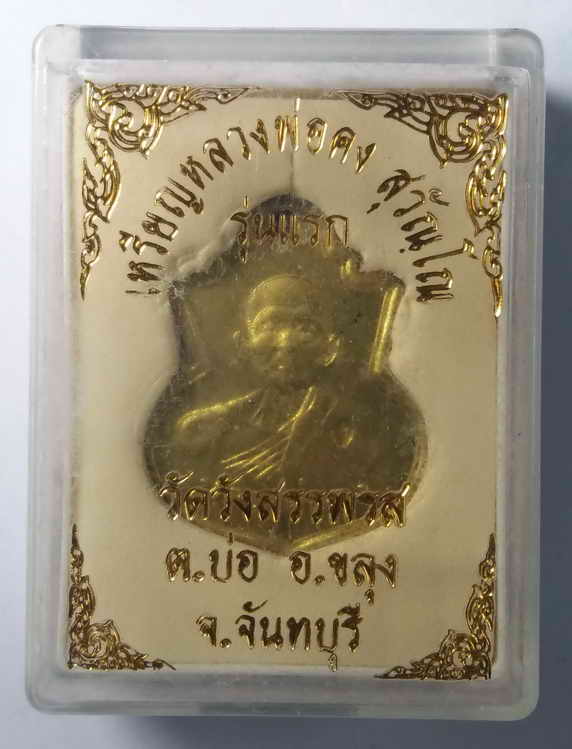 เหรียญหลวงพ่อคง สุวัณโณ
รุ่นแรก
วัดวังสรรพรส
ต.บ่อ อ.ขลุง
จ.จันทบุรี